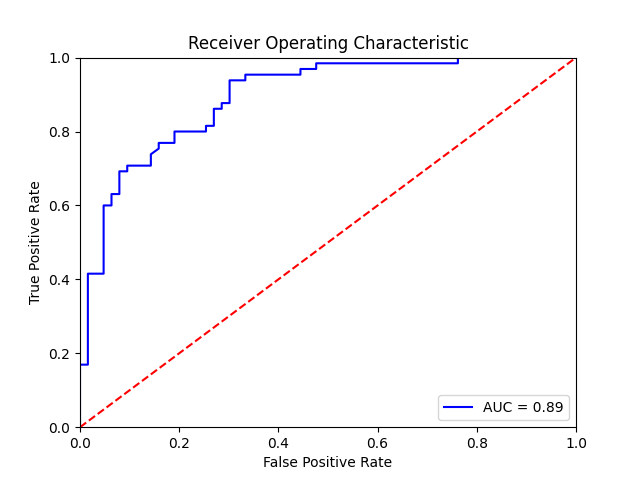 Receiver Operating Characteristic
1.0
0.8
0.6
0.4
0.2
0.0
True Positive Rate
AUC = 0.89
0.0 0.2 0.4 0.6 0.8 1.0
False Positive Rate